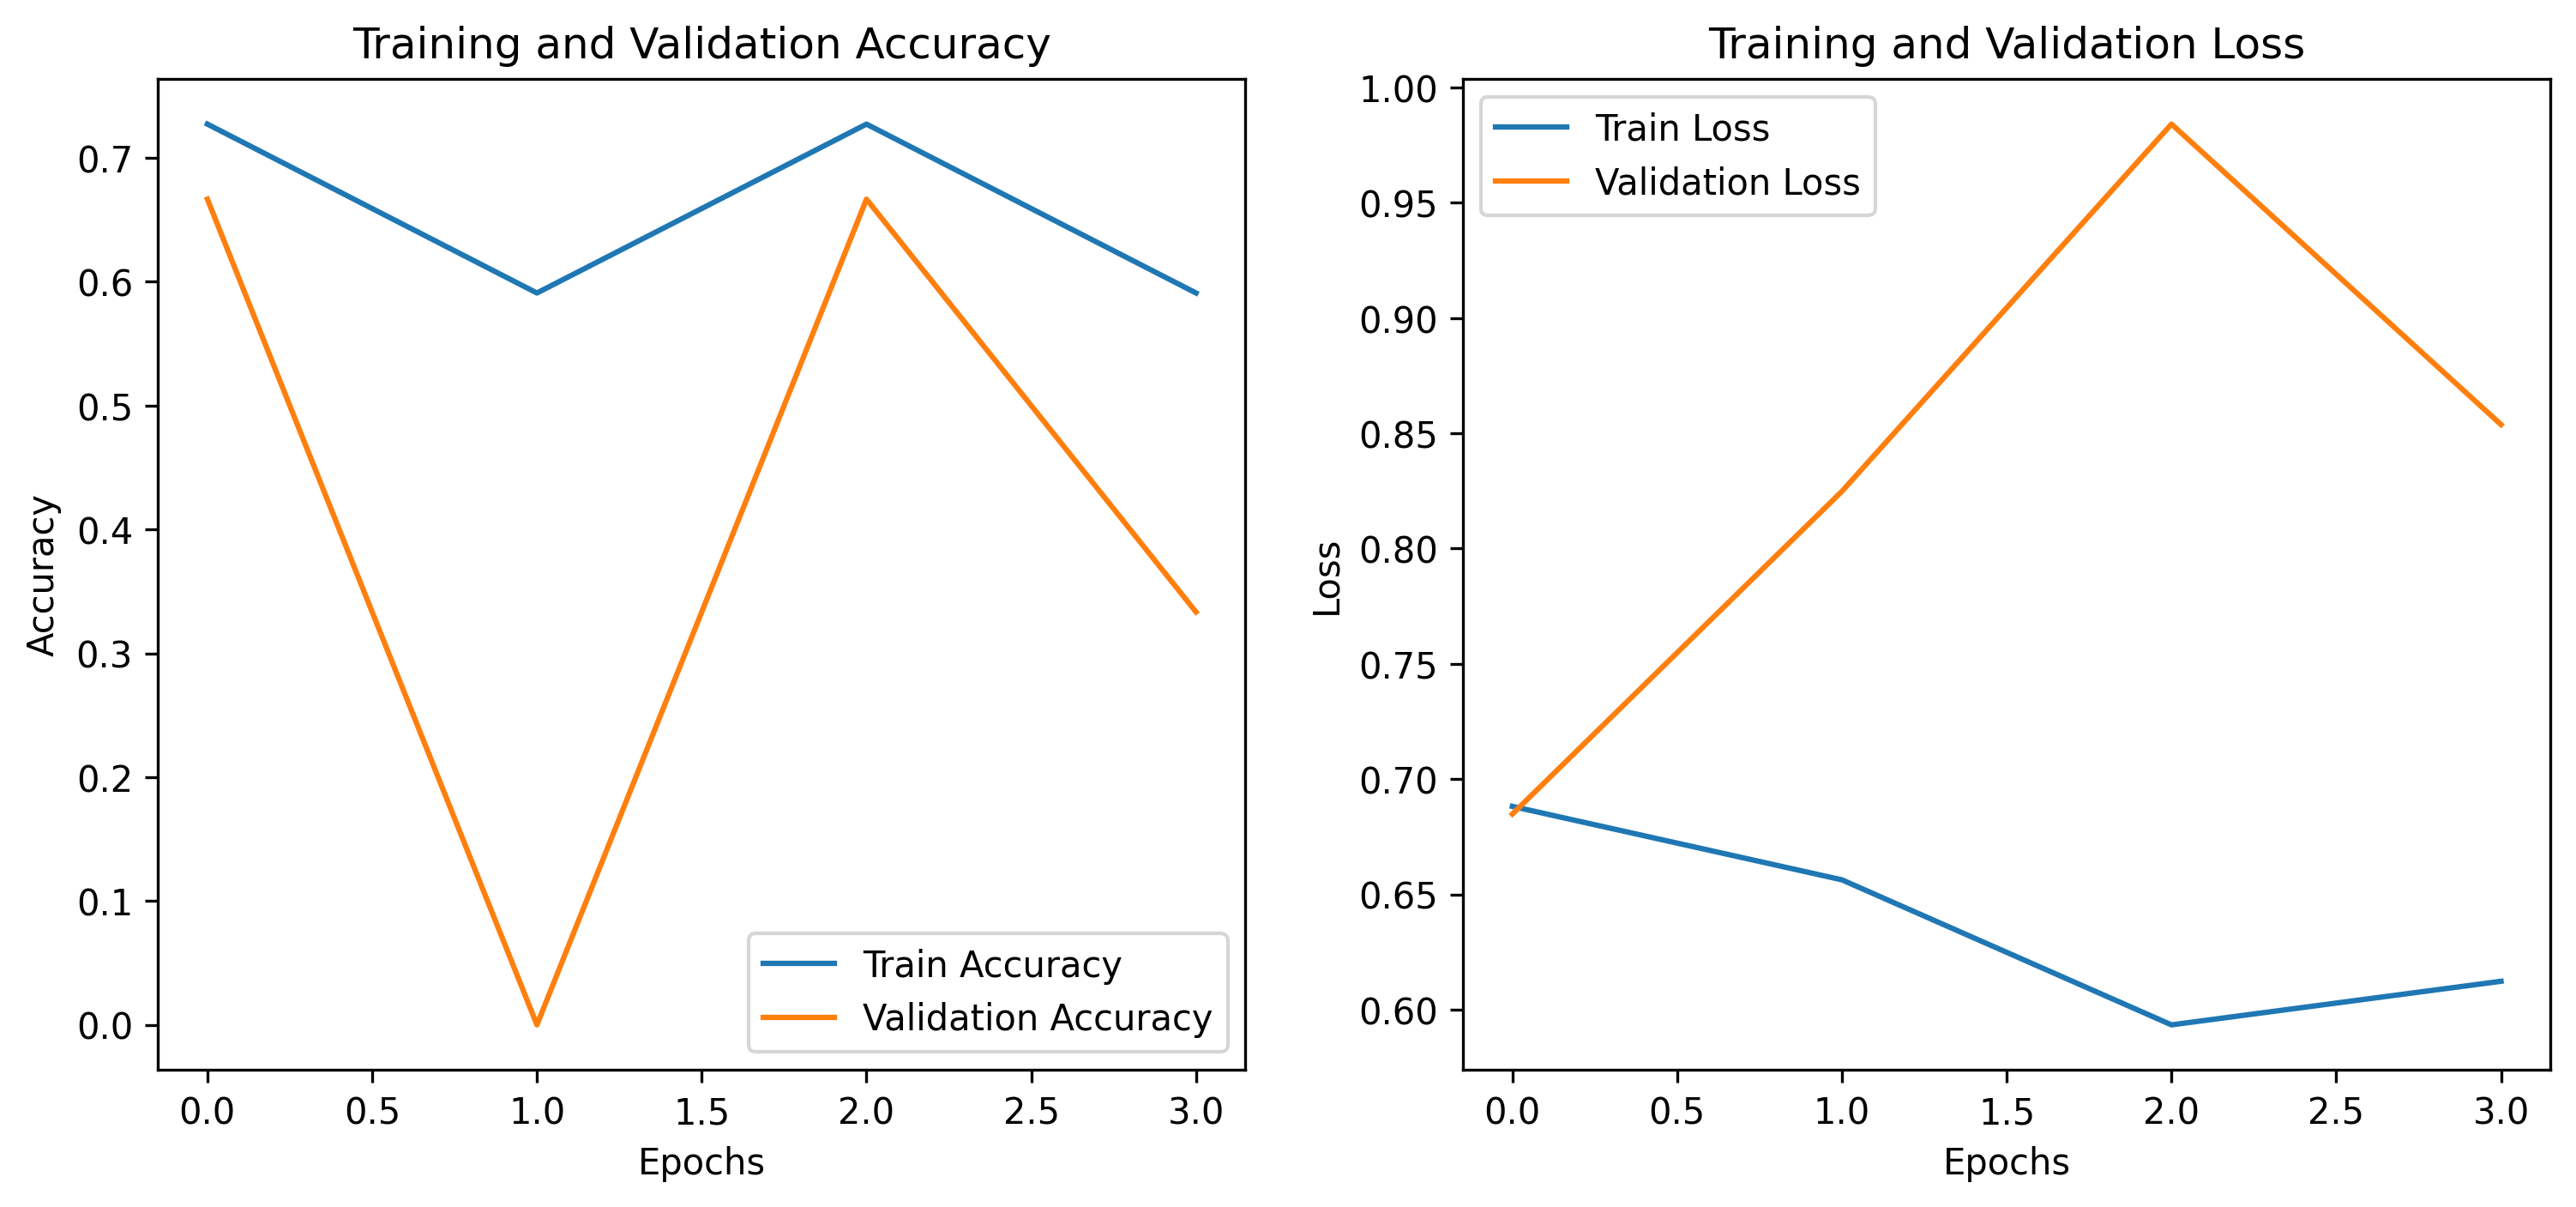 Training and Validation Accuracy
0.7
0.6
0.5
0.4
0.3
0.2
0.1
0.0
Accuracy
Train Accuracy
Validation Accuracy
0.0 0.5 1.0 1.5 2.0 2.5 3.0
Epochs
Training and Validation Loss
1.00
0.95
0.90
0.85
0.80
0.75
0.70
0.65
0.60
Loss
Train Loss
Validation Loss
0.0 0.5 1.0 1.5 2.0 2.5 3.0
Epochs